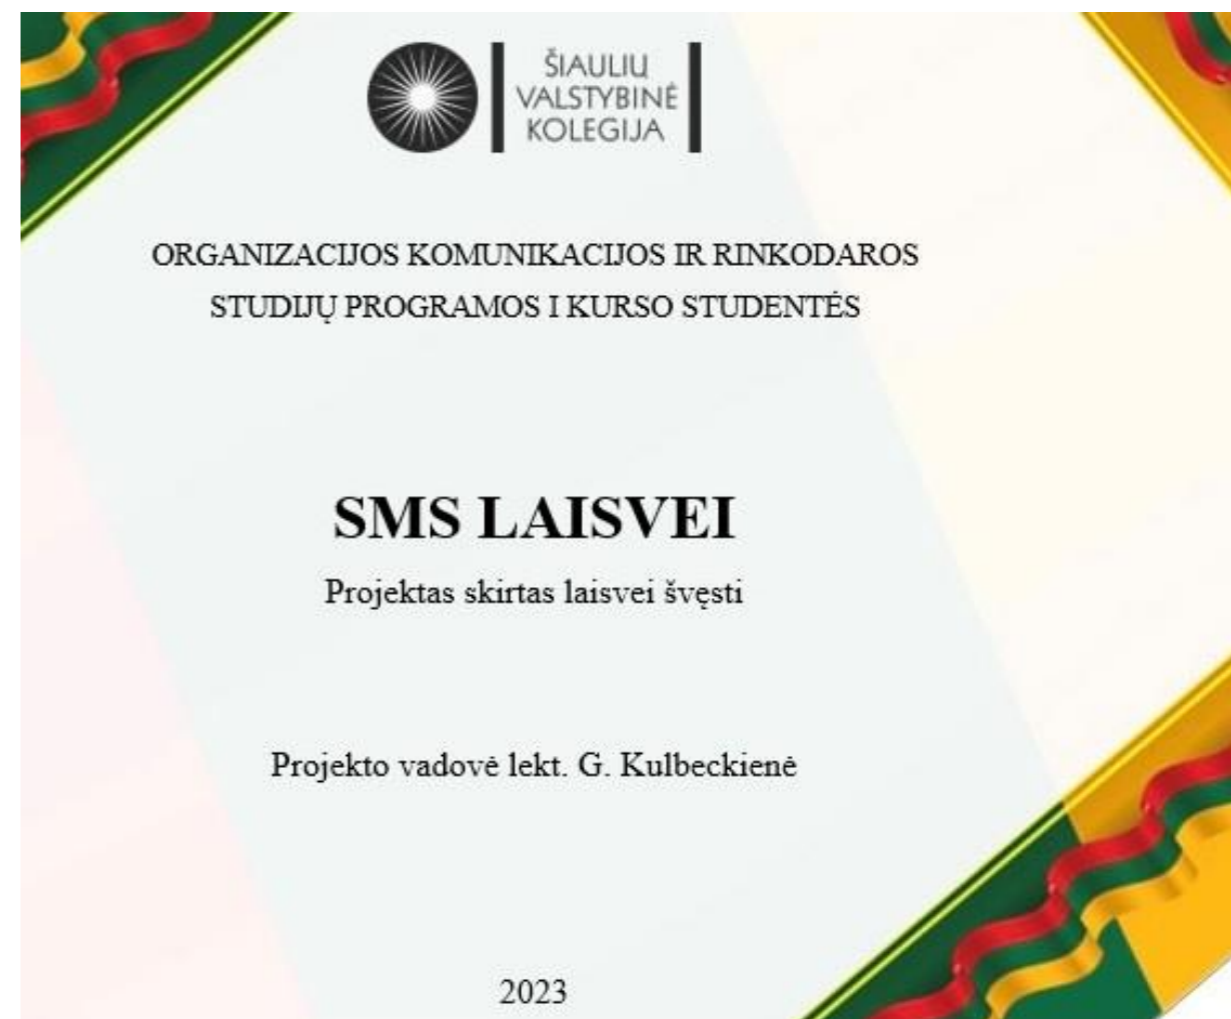 ŠIAULIŲ
VALSTYBINĖ
KOLEGIJA
ORGANIZACIJOS KOMUNIKACIJOS IR RINKODAROS
STUDIJŲ PROGRAMOS I KURSO STUDENTĖS
SMS LAISVEI
Projektas skirtas laisvei švęsti
Projekto vadovė lekt. G. Kulbeckienė
2023